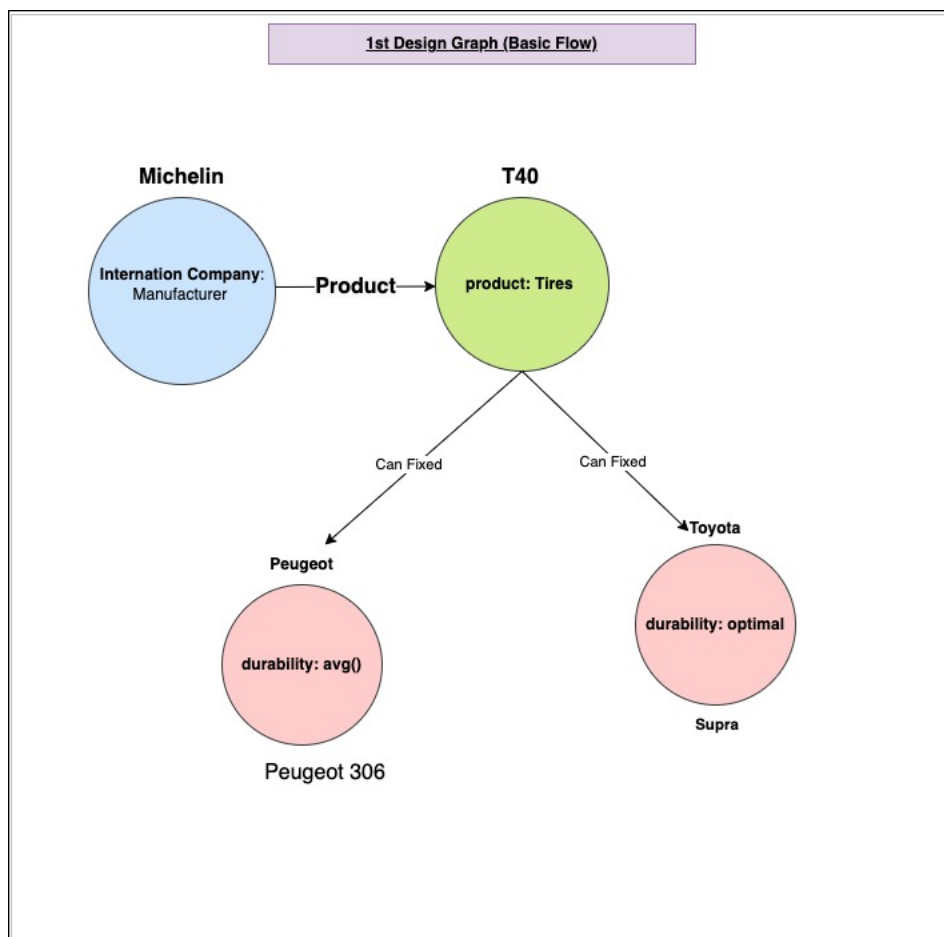 1st Design Graph (Basic Flow)
Michelin
T40
Internation Company:
Manufacturer
Product
product: Tires
Can Fixed
Can Fixed
Toyota
Peugeot
durability: optimal
durability: avg()
Supra
Peugeot 306